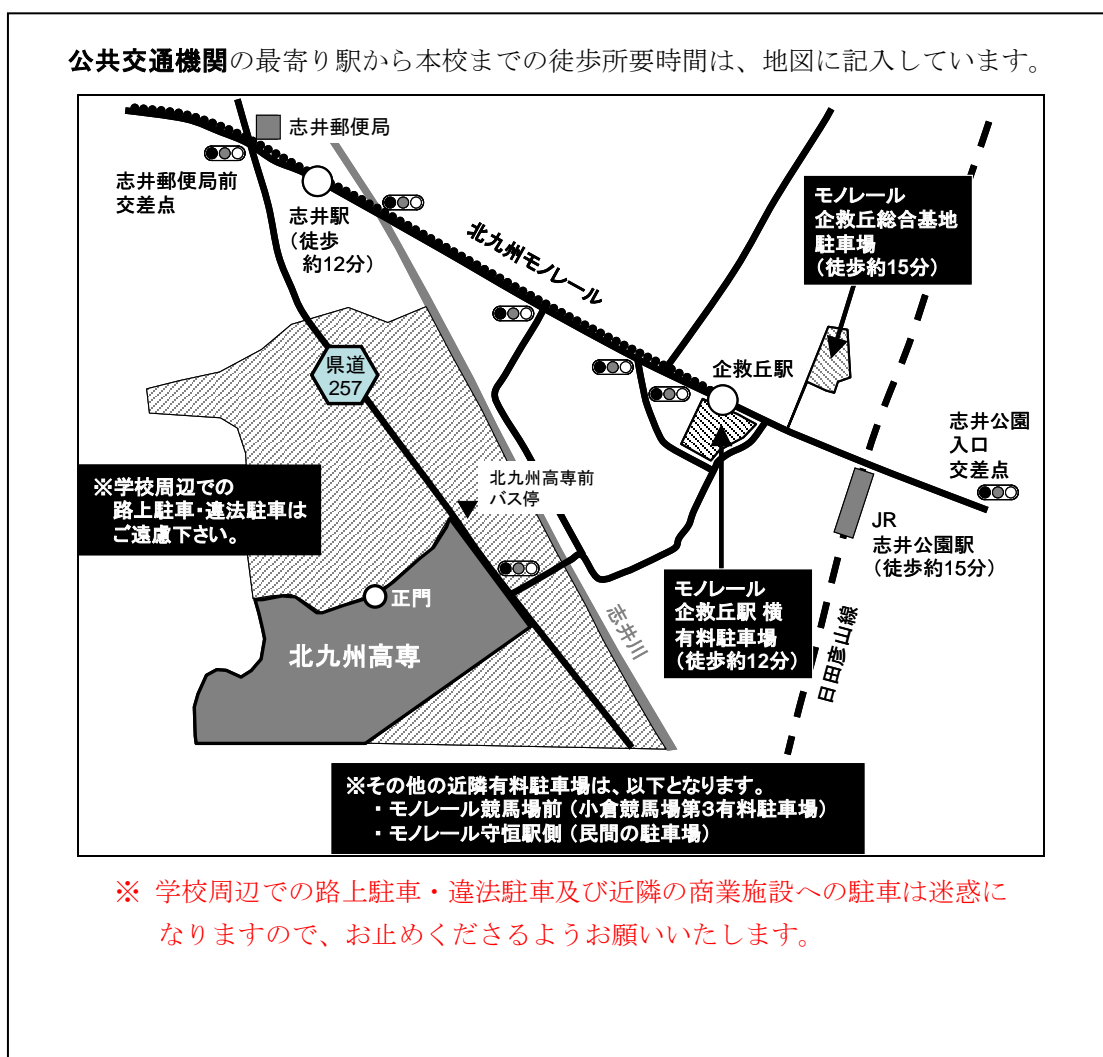 公共交通機関の最寄り駅から本校までの徒歩所要時間は、地図に記入しています。
志井郵便局
志井郵便局前
交差点
志井駅
(徒歩
約12分)
北九州モノレール
モノレール
企救丘総合基地
駐車場
(徒歩約15分)
県道
257
企救丘駅
志井公園
入口
交差点
※学校周辺での
路上駐車・違法駐車は
ご遠慮下さい。
北九州高専前
バス停
JR
志井公園駅
(徒歩約15分)
正門
北九州高専
志井川
モノレール
企救丘駅 横
有料駐車場
(徒歩約12分)
日田彦山線
※その他の近隣有料駐車場は、以下となります。
・モノレール競馬場前(小倉競馬場第3有料駐車場)
・モノレール守恒駅側(民間の駐車場)
※ 学校周辺での路上駐車・違法駐車及び近隣の商業施設への駐車は迷惑に
なりますので、お止めくださるようお願いいたします。